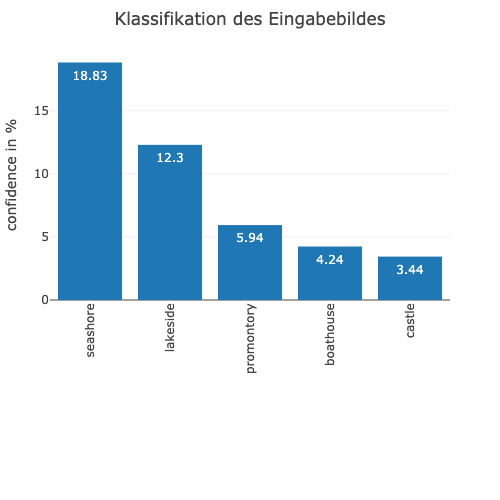 Klassifikation des Eingabebildes
confidence in %
15
10
5
0
18.83
12.3
5.94
4.24
3.44
seashore
lakeside
promontory
boathouse
castle